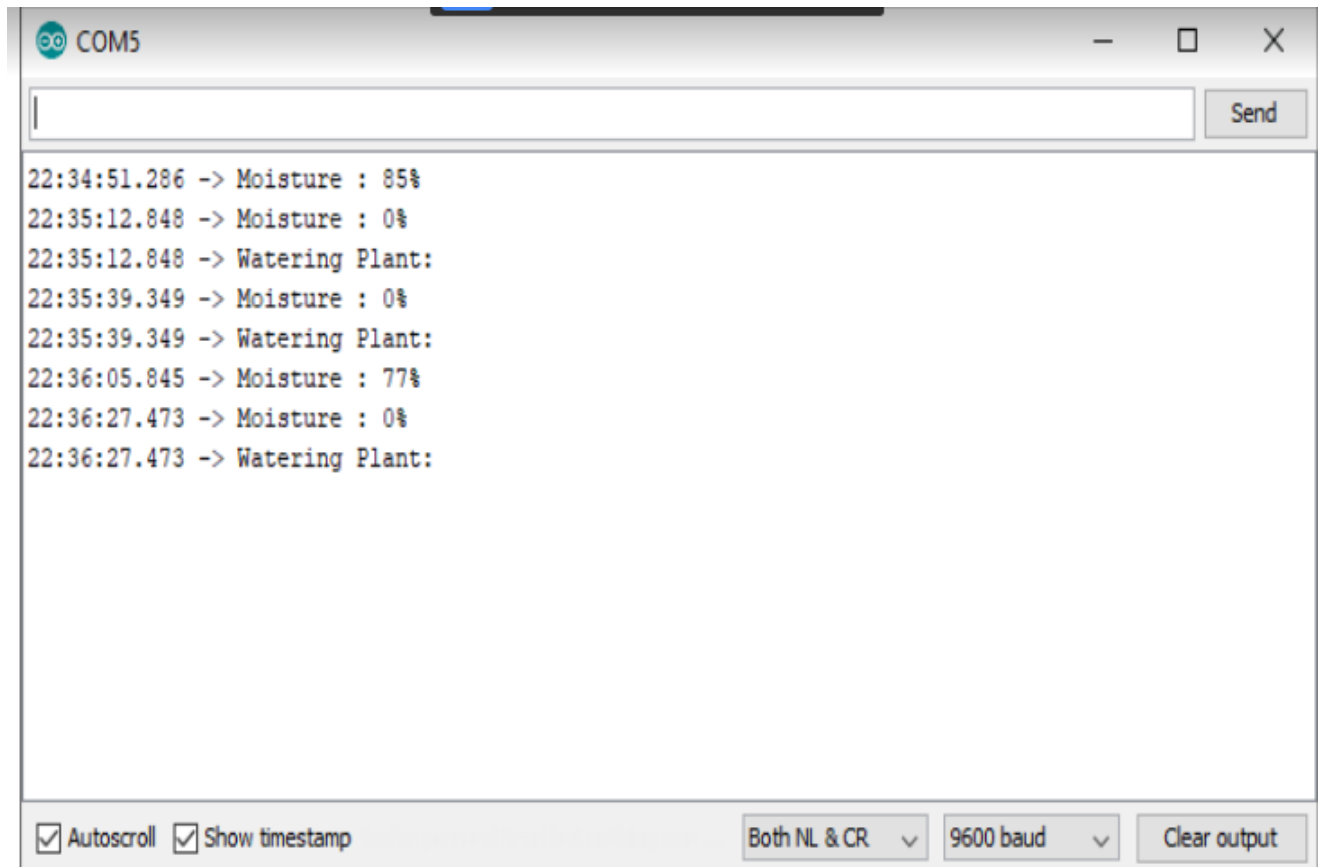 COM5
Send
22:34:51.286 -> Moisture : 85%
22:35:12.848 -> Moisture : 0%
22:35:12.848 -> Watering Plant:
22:35:39.349 -> Moisture : 0%
22:35:39.349 -> Watering Plant:
22:36:05.845 -> Moisture : 77%
22:36:27.473 -> Moisture : 0%
22:36:27.473 -> Watering Plant:
Autoscroll Show timestamp Both NL & CR 9600 baud Clear output